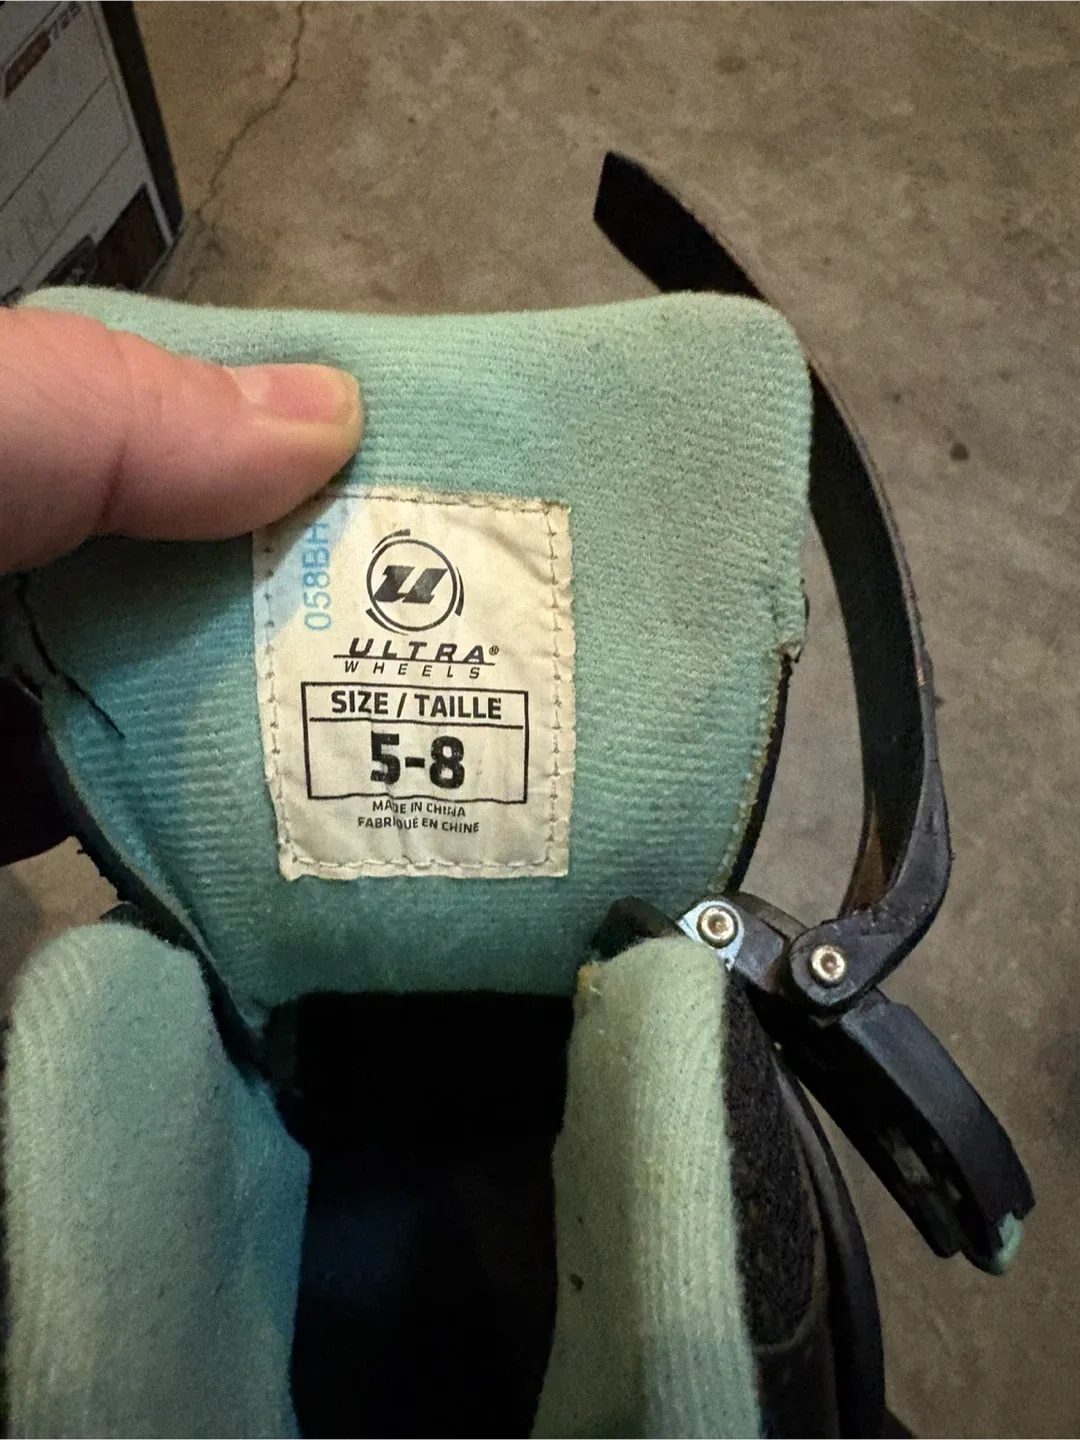 058BH
U
ULTRA®
WHEELS
SIZE / TAILLE
5-8
MADE IN CHINA
FABRIQUÉ EN CHINE